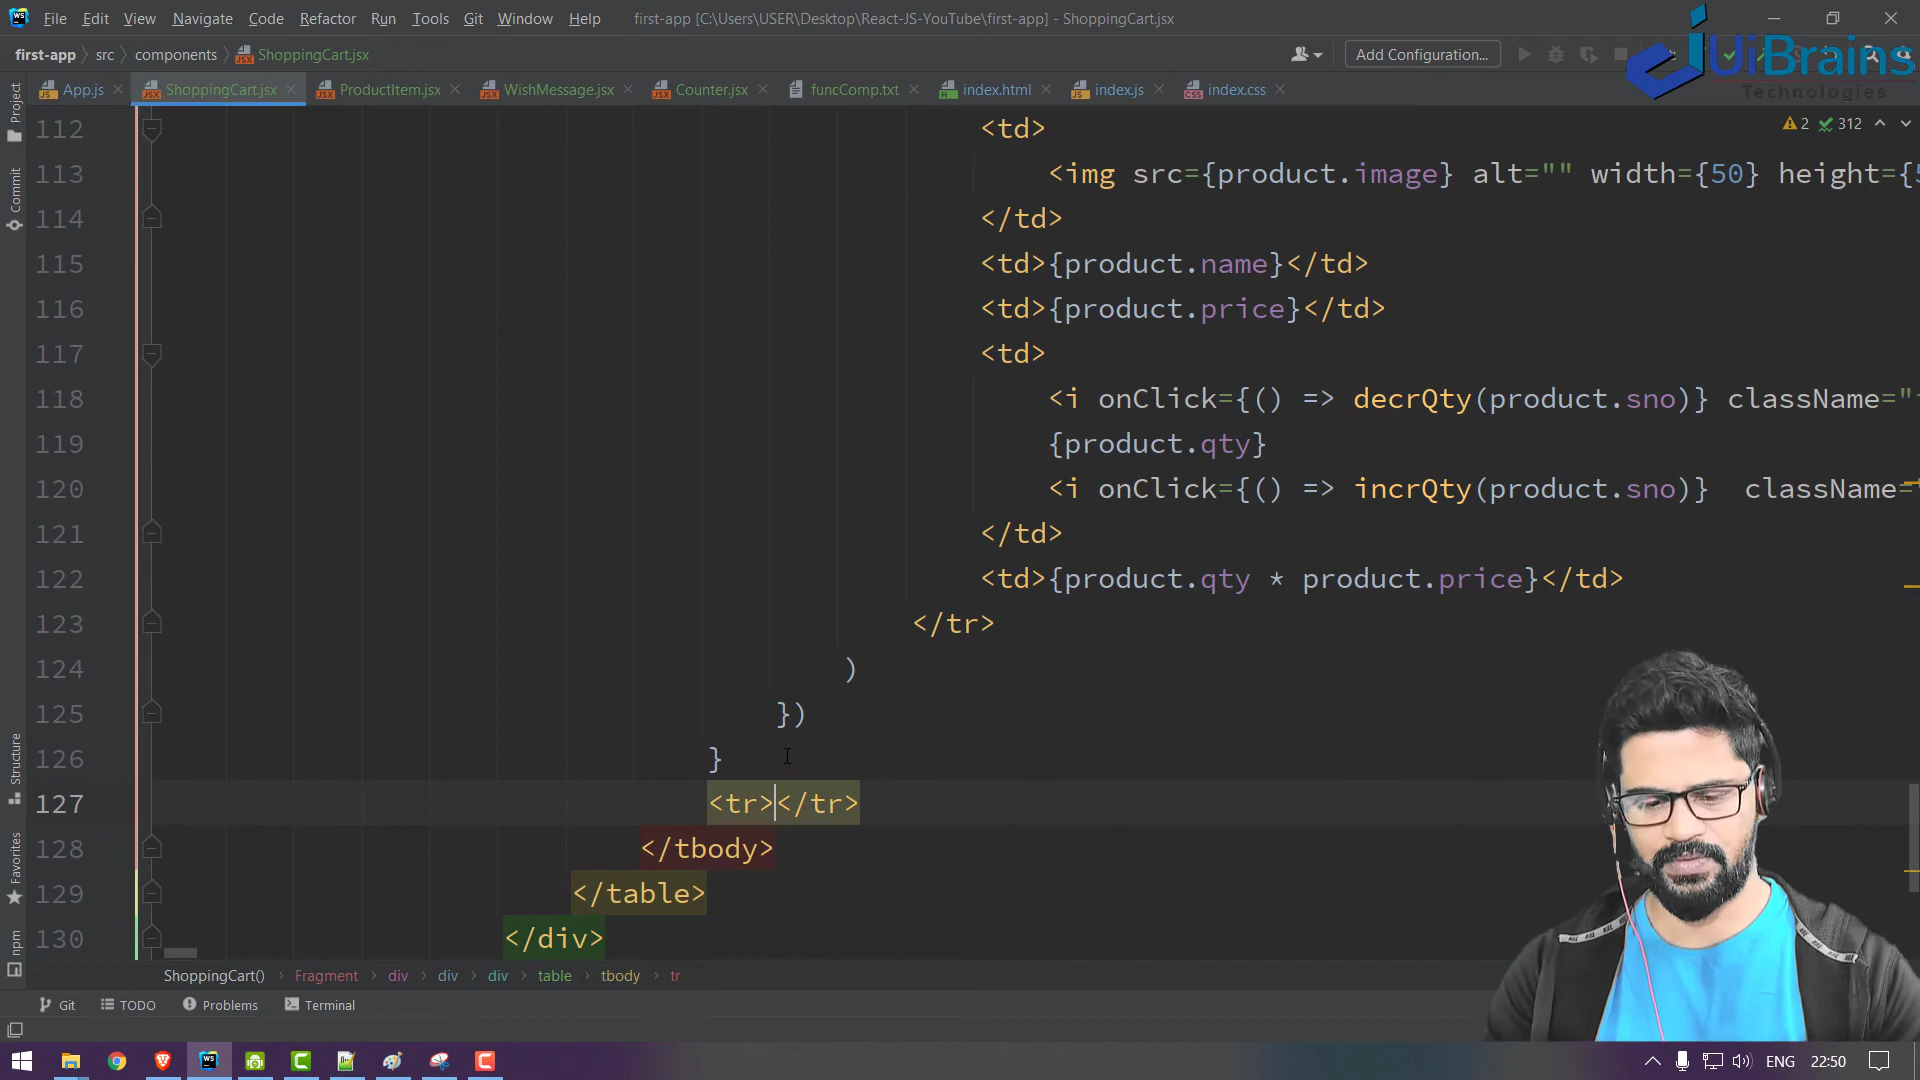 File Edit View Navigate Code Refactor Run Tools Git Window Help first-app [C:\Users\USER\Desktop\React-JS-YouTube\first-app] - ShoppingCart.jsx
first-app src components ShoppingCart.jsx Add Configuration...
UiBrains
Technologies
App.js ShoppingCart.jsx ProductItem.jsx WishMessage.jsx Counter.jsx funcComp.txt index.html index.js index.css
2 312
Project
Commit
Structure
Favorites
npm
112 <td>
113 <img src={product.image} alt="" width={50} height={5
114 </td>
115 <td>{product.name}</td>
116 <td>{product.price}</td>
117 <td>
118 <i onClick={() => decrQty(product.sno)} className="
119 {product.qty}
120 <i onClick={() => incrQty(product.sno)}  className=
121 </td>
122 <td>{product.qty * product.price}</td>
123 </tr>
124 )
125 })
126 }
127 <tr></tr>
128 </tbody>
129 </table>
130 </div>
ShoppingCart() Fragment div div div table tbody tr
Git TODO Problems Terminal
ENG 22:50